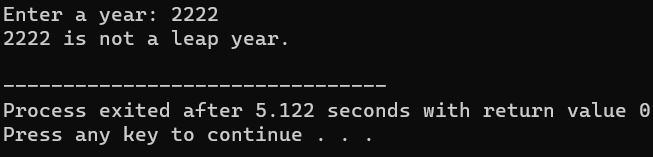 Enter a year: 2222
2222 is not a leap year.
--------------------------------
Process exited after 5.122 seconds with return value 0
Press any key to continue . . .